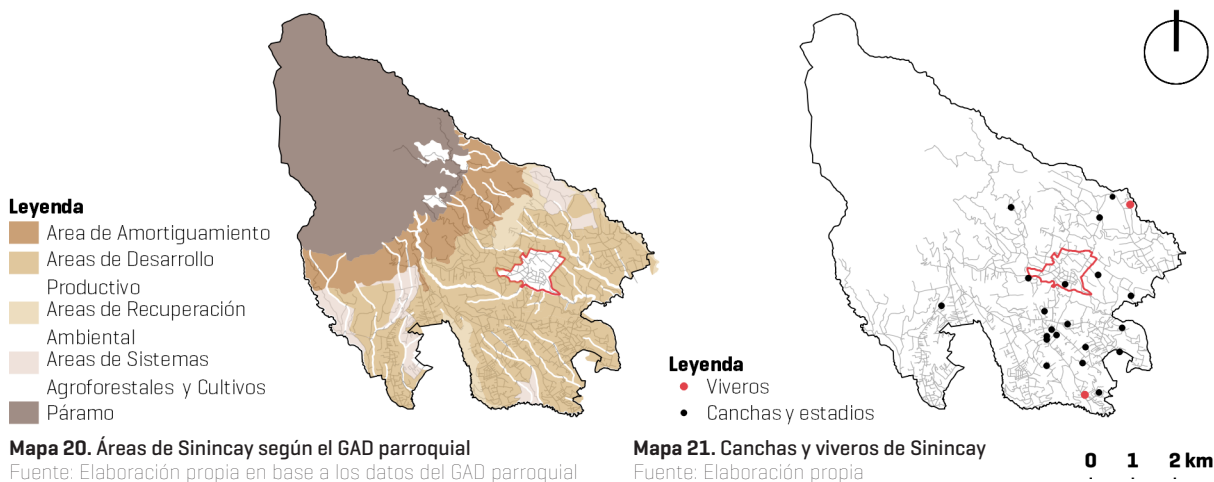 Leyenda
Area de Amortiguamiento
Areas de Desarrollo
Productivo
Areas de Recuperación
Ambiental
Areas de Sistemas
Agroforestales y Cultivos
Páramo
Mapa 20. Áreas de Sinincay según el GAD parroquial
Fuente: Elaboración propia en base a los datos del GAD parroquial
Leyenda
Viveros
Canchas y estadios
Mapa 21. Canchas y viveros de Sinincay
Fuente: Elaboración propia
0 1 2 km